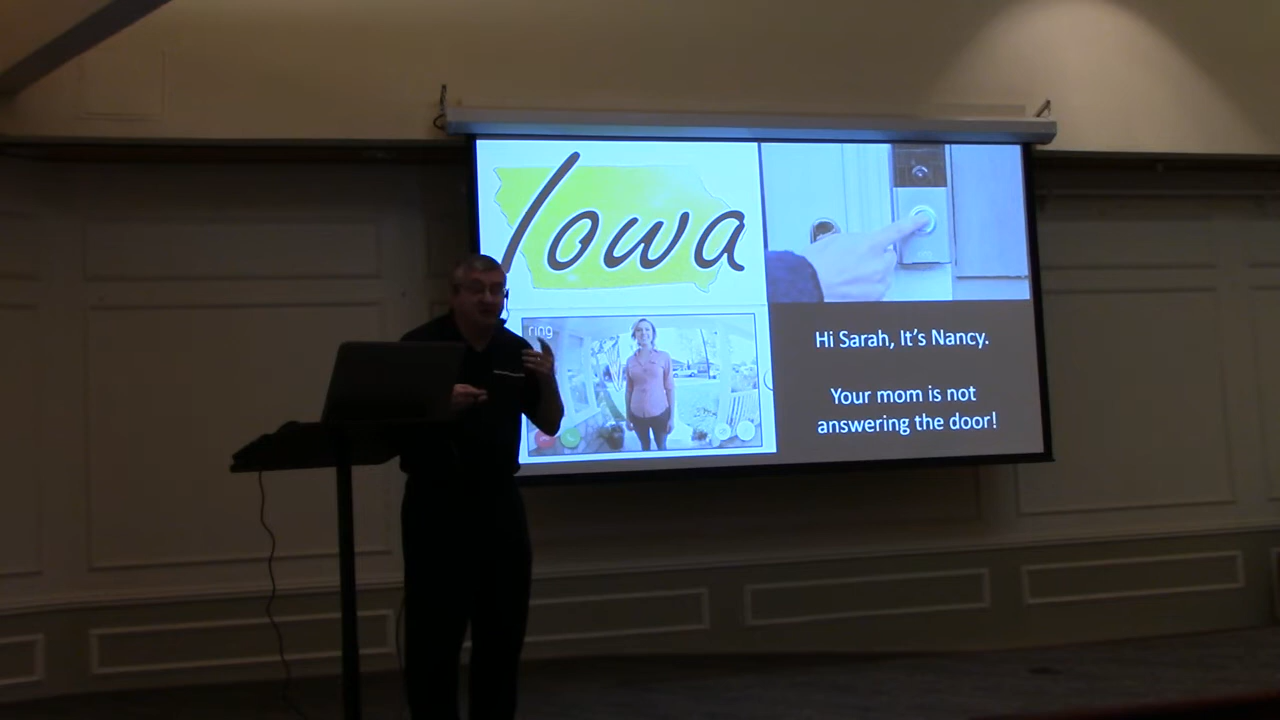 Iowa
ring
Hi Sarah, It's Nancy.
Your mom is not
answering the door!